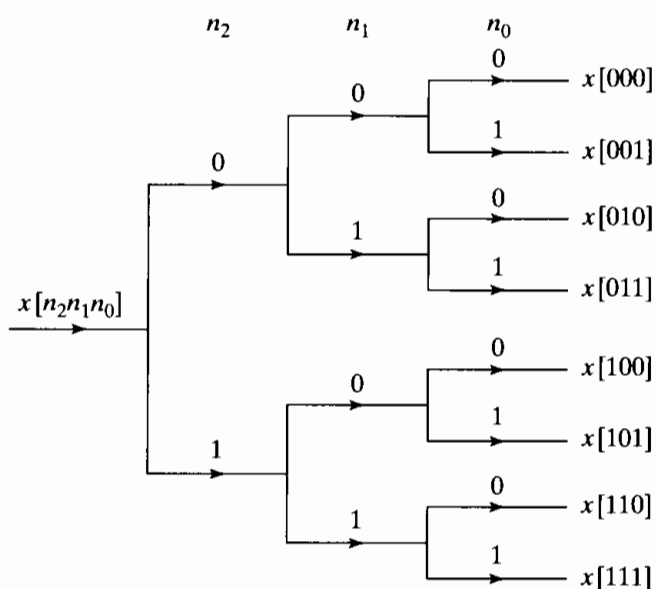 n₂ n₁ n₀
0 x[000]
0
1 x[001]
0
0 x[010]
1
1 x[011]
x[n₂n₁n₀]
0 x[100]
0
1 x[101]
1
0 x[110]
1
1 x[111]